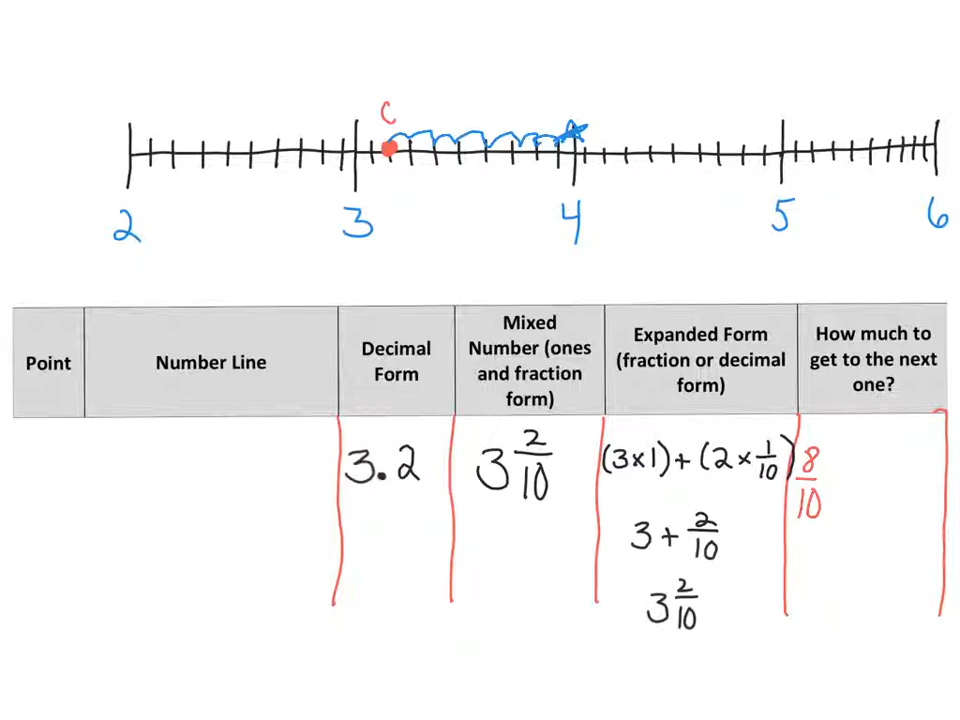 C
2 3 4 5 6
Point
Number Line
Decimal
Form
Mixed
Number (ones
and fraction
form)
Expanded Form
(fraction or decimal
form)
How much to
get to the next
one?
3.2
3 2/10
(3×1)+(2×1/10)
3+2/10
3 2/10
8/10